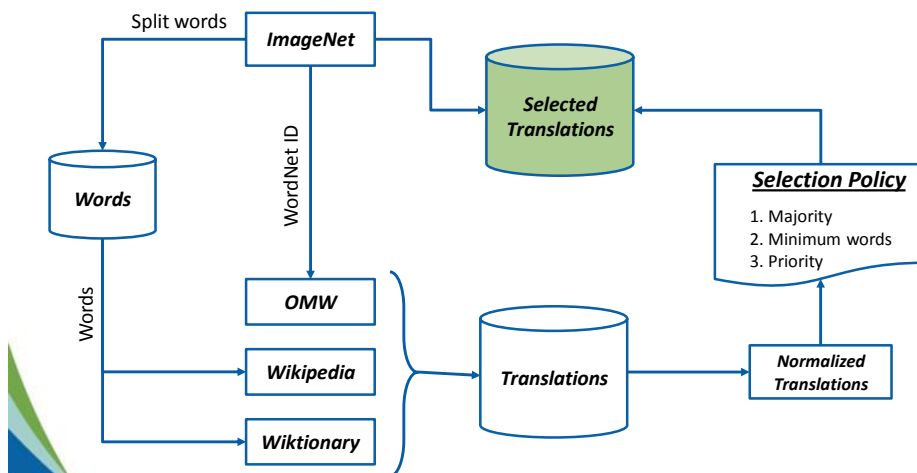 Split words
ImageNet
Selected
Translations
WordNet ID
Words
Selection Policy
1. Majority
2. Minimum words
3. Priority
Words
OMW
Wikipedia
Translations
Normalized
Translations
Wiktionary